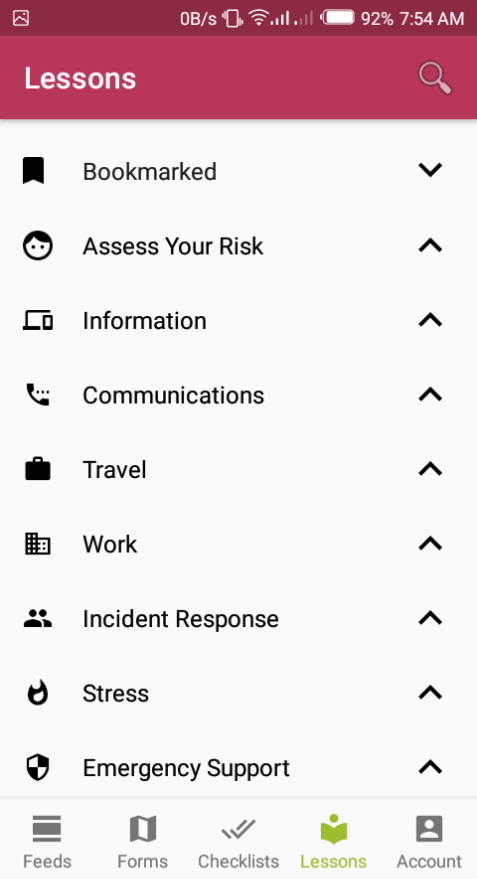 0B/s 92% 7:54 AM
Lessons
Bookmarked
Assess Your Risk
Information
Communications
Travel
Work
Incident Response
Stress
Emergency Support
Feeds Forms Checklists Lessons Account